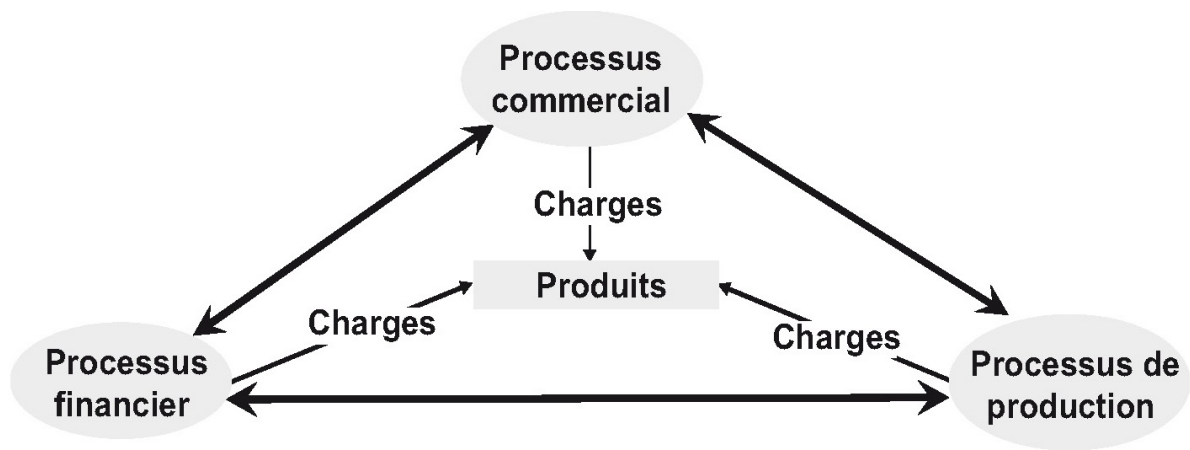 Processus
commercial
Charges
Produits
Charges
Charges
Processus
financier
Processus de
production